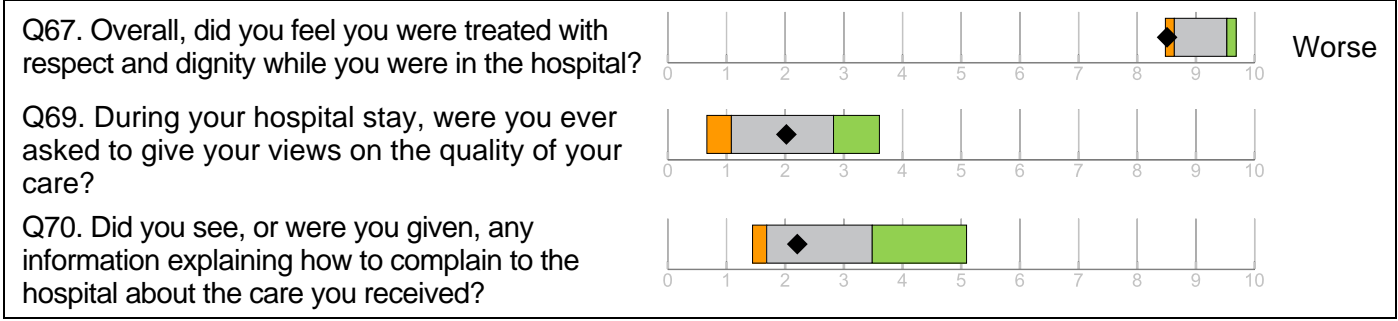 Q67. Overall, did you feel you were treated with
respect and dignity while you were in the hospital?
0 1 2 3 4 5 6 7 8 9 10
Worse
Q69. During your hospital stay, were you ever
asked to give your views on the quality of your
care?
0 1 2 3 4 5 6 7 8 9 10
Q70. Did you see, or were you given, any
information explaining how to complain to the
hospital about the care you received?
0 1 2 3 4 5 6 7 8 9 10